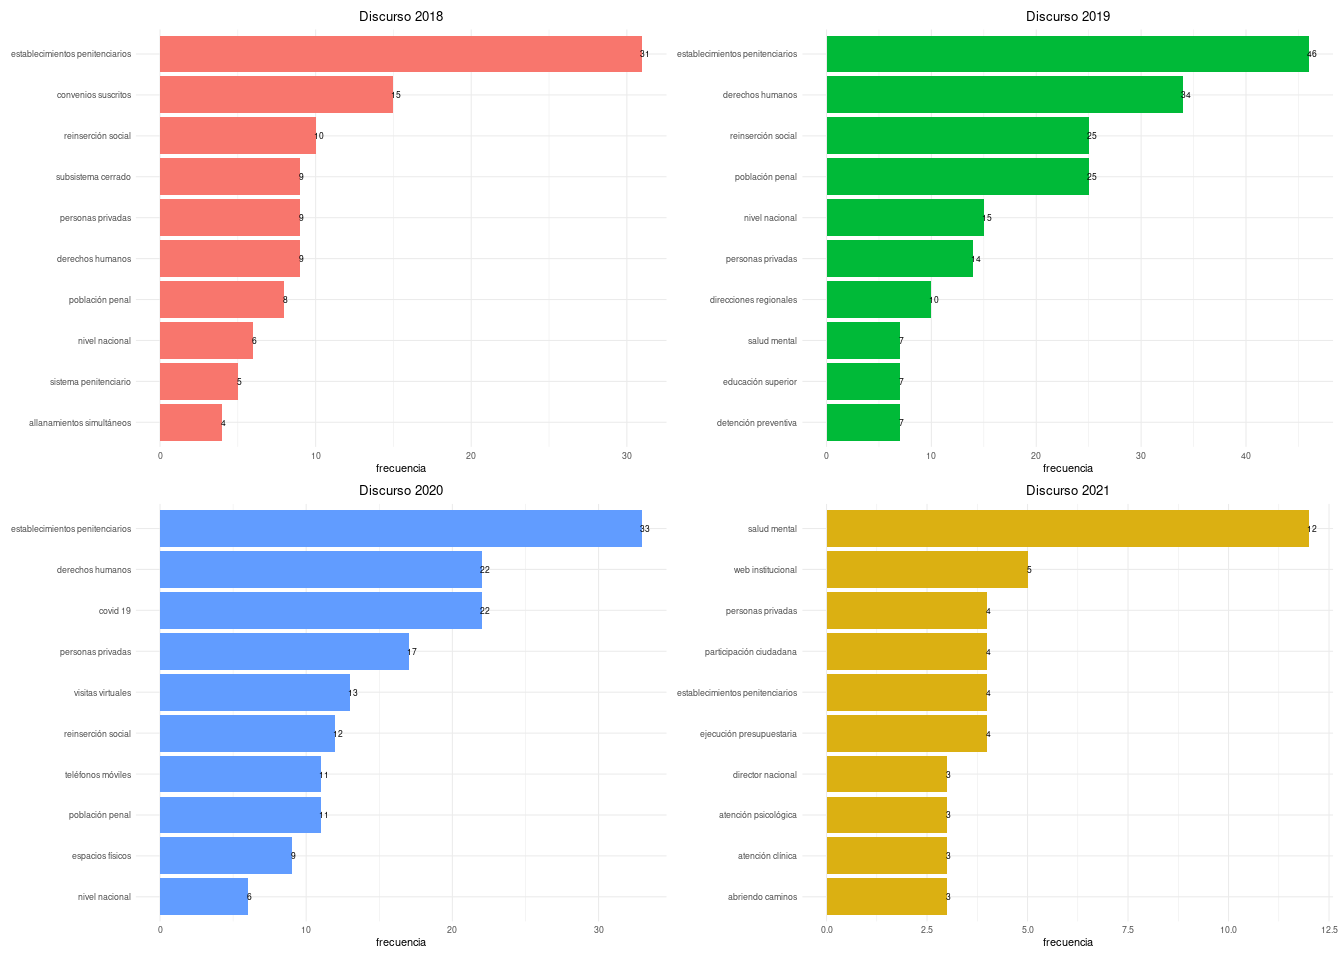 Discurso 2018
establecimientos penitenciarios 31
convenios suscritos 15
reinserción social 10
subsistema cerrado 9
personas privadas 9
derechos humanos 9
población penal 8
nivel nacional 6
sistema penitenciario 5
allanamientos simultáneos 4
0 10 20 30
frecuencia
Discurso 2019
establecimientos penitenciarios 46
derechos humanos 34
reinserción social 25
población penal 25
nivel nacional 15
personas privadas 14
direcciones regionales 10
salud mental 7
educación superior 7
detención preventiva 7
0 10 20 30 40
frecuencia
Discurso 2020
establecimientos penitenciarios 33
derechos humanos 22
covid 19 22
personas privadas 17
visitas virtuales 13
reinserción social 12
teléfonos móviles 11
población penal 11
espacios físicos 9
nivel nacional 6
0 10 20 30
frecuencia
Discurso 2021
salud mental 12
web institucional 5
personas privadas 4
participación ciudadana 4
establecimientos penitenciarios 4
ejecución presupuestaria 4
director nacional 3
atención psicológica 3
atención clínica 3
abriendo caminos 3
0.0 2.5 5.0 7.5 10.0 12.5
frecuencia